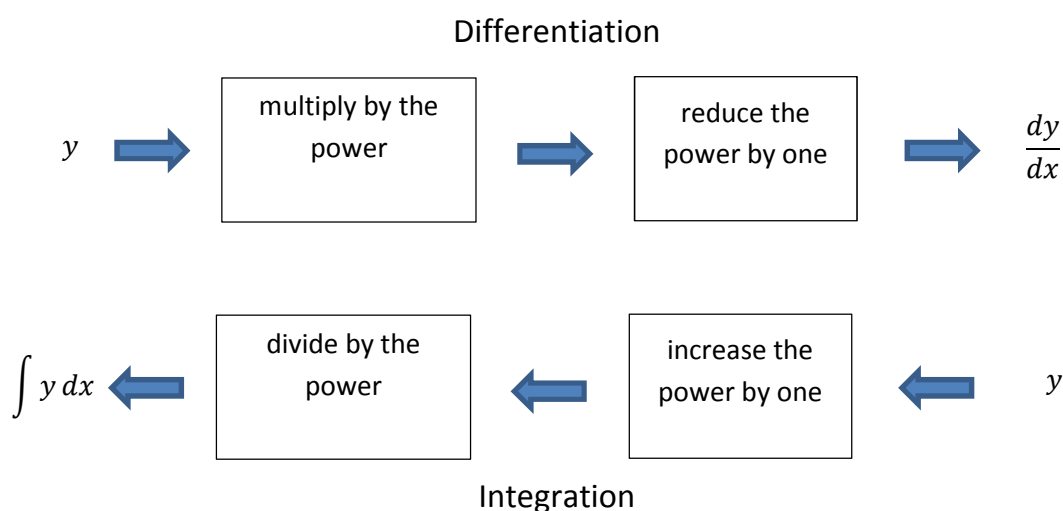 Differentiation
y
multiply by the
power
reduce the
power by one
dy
dx
∫ y dx
divide by the
power
increase the
power by one
y
Integration